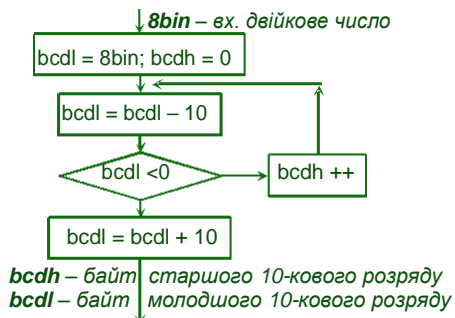 8bin – вх. двійкове число
bcdl = 8bin; bcdh = 0
bcdl = bcdl – 10
bcdl <0
bcdh ++
bcdl = bcdl + 10
bcdh – байт старшого 10-кового розряду
bcdl – байт молодшого 10-кового розряду